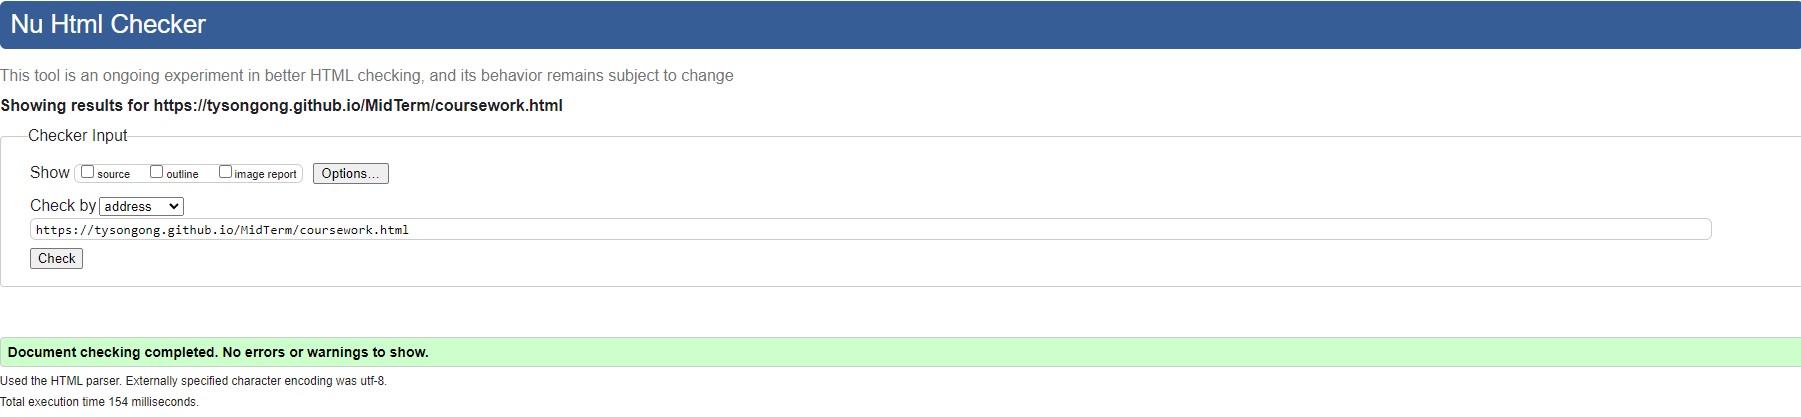 Nu Html Checker
This tool is an ongoing experiment in better HTML checking, and its behavior remains subject to change
Showing results for https://tysongong.github.io/MidTerm/coursework.html
Checker Input
Show source outline image report Options...
Check by address
https://tysongong.github.io/MidTerm/coursework.html
Check
Document checking completed. No errors or warnings to show.
Used the HTML parser. Externally specified character encoding was utf-8.
Total execution time 154 milliseconds.